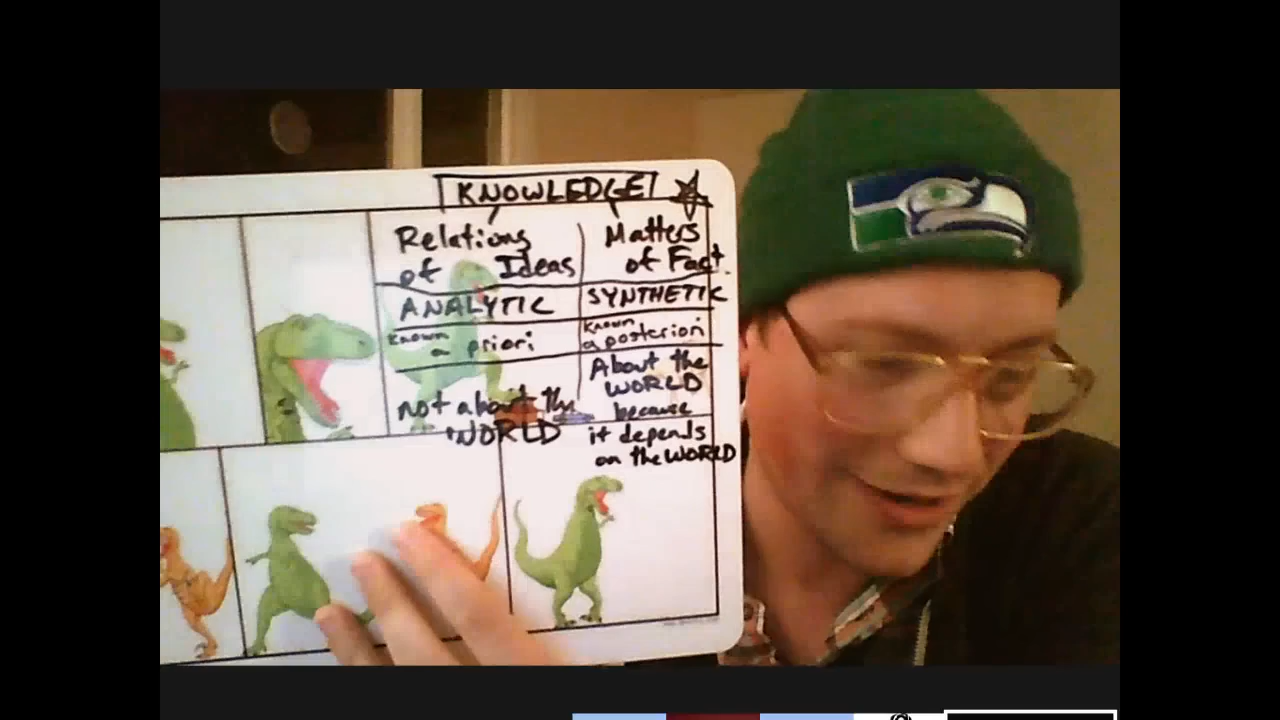 KNOWLEDGE
Relations
of Ideas
ANALYTIC
known
a priori
not about the
WORLD
Matters
of Fact
SYNTHETIC
known
a posteriori
About the
WORLD
because
it depends
on the WORLD